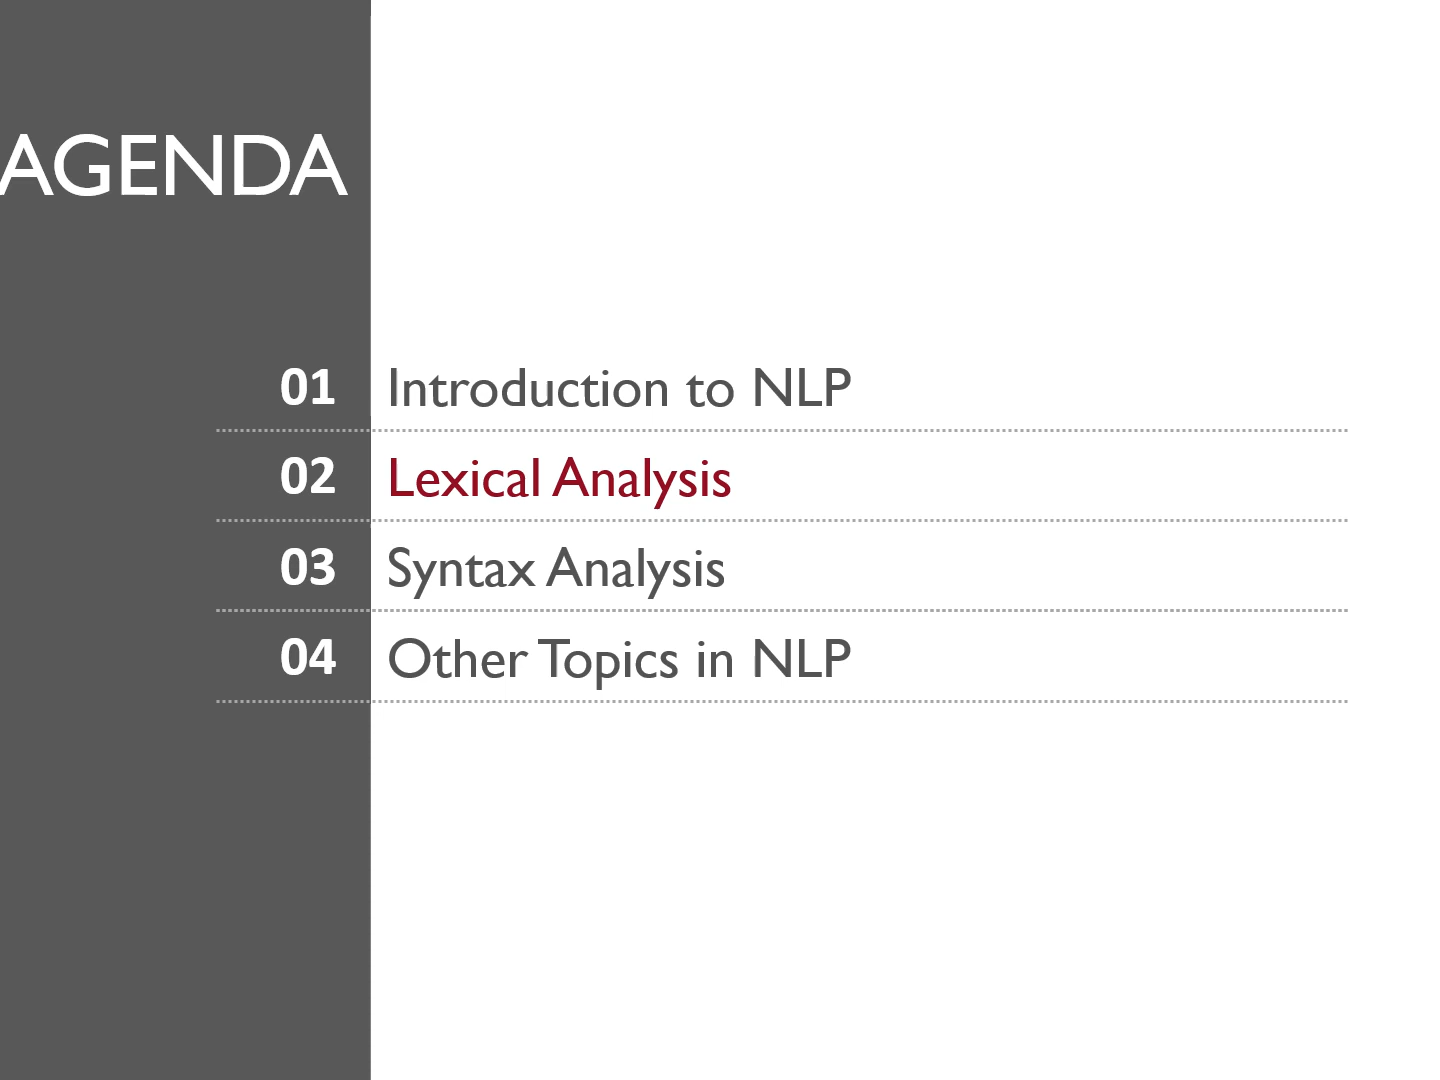 AGENDA
01 Introduction to NLP
02 Lexical Analysis
03 Syntax Analysis
04 Other Topics in NLP